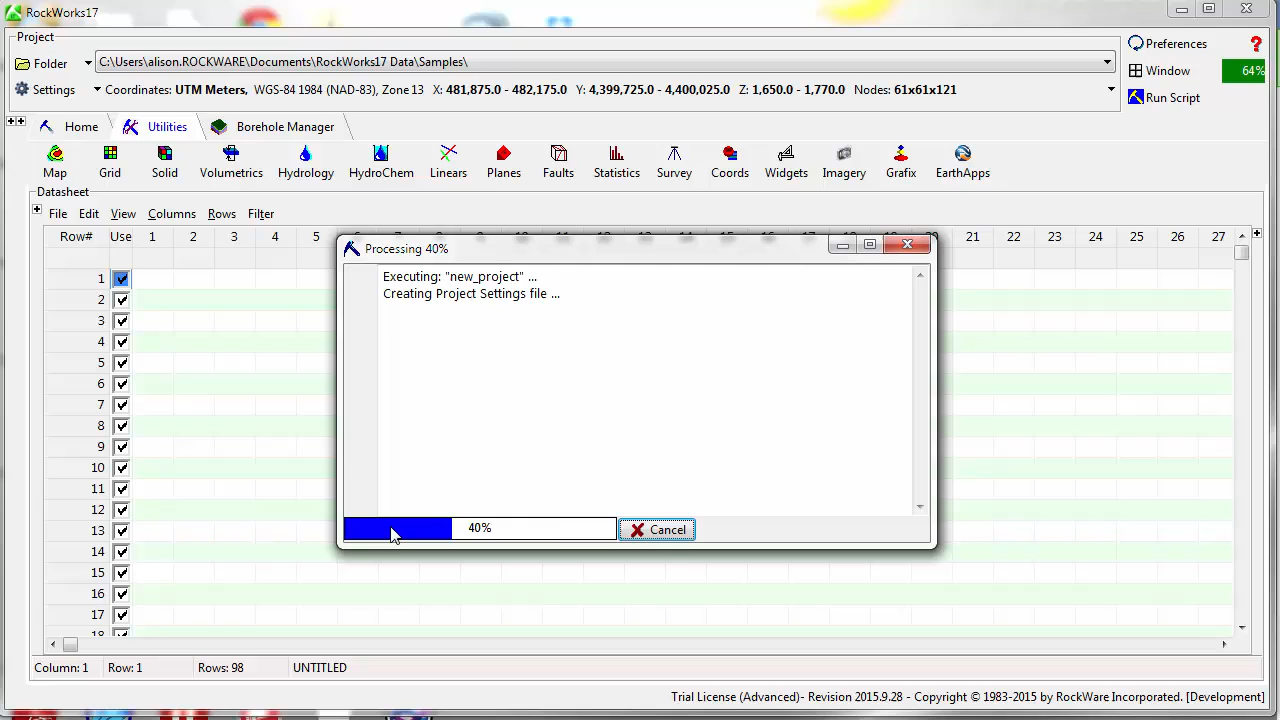 RockWorks17
Project
Folder C:\Users\alison.ROCKWARE\Documents\RockWorks17 Data\Samples\
Preferences ?
Settings Coordinates: UTM Meters, WGS-84 1984 (NAD-83), Zone13 X: 481,875.0 - 482,175.0 Y: 4,399,725.0 - 4,400,025.0 Z: 1,650.0 - 1,770.0 Nodes: 61x61x121
Window 64%
Run Script
Home Utilities Borehole Manager
Map Grid Solid Volumetrics Hydrology HydroChem Linears Planes Faults Statistics Survey Coords Widgets Imagery Grafix EarthApps
Datasheet
File Edit View Columns Rows Filter
Row# Use 1 2 3 4 5 21 22 23 24 25 26 27
Processing 40%
Executing: "new_project" ...
Creating Project Settings file ...
40% Cancel
1
2
3
4
5
6
7
8
9
10
11
12
13
14
15
16
17
18
Column: 1 Row: 1 Rows: 98 UNTITLED
Trial License (Advanced)- Revision 2015.9.28 - Copyright © 1983-2015 by RockWare Incorporated. [Development]